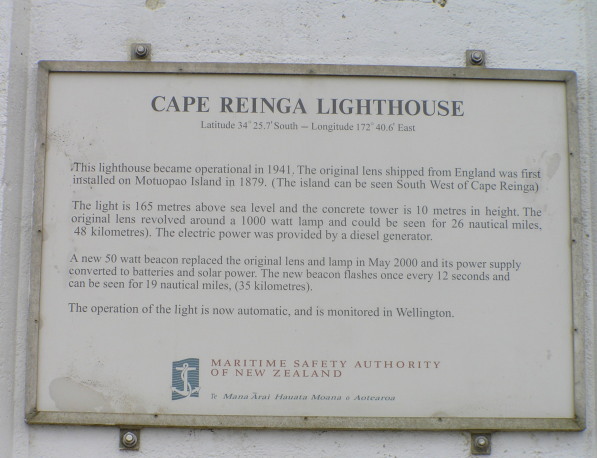 CAPE REINGA LIGHTHOUSE
Latitude 34° 25.7' South – Longitude 172° 40.6' East
This lighthouse became operational in 1941. The original lens shipped from England was first
installed on Motuopao Island in 1879. (The island can be seen South West of Cape Reinga)
The light is 165 metres above sea level and the concrete tower is 10 metres in height. The
original lens revolved around a 1000 watt lamp and could be seen for 26 nautical miles,
48 kilometres). The electric power was provided by a diesel generator.
A new 50 watt beacon replaced the original lens and lamp in May 2000 and its power supply
converted to batteries and solar power. The new beacon flashes once every 12 seconds and
can be seen for 19 nautical miles, (35 kilometres).
The operation of the light is now automatic, and is monitored in Wellington.
MARITIME SAFETY AUTHORITY
OF NEW ZEALAND
Te Mana Ārai Hauata Moana o Aotearoa